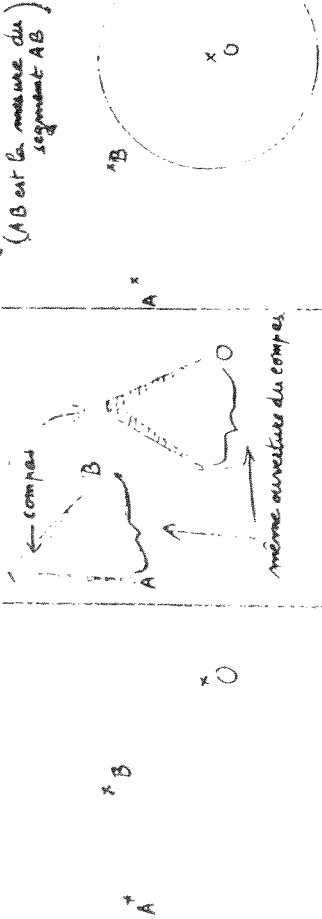 A
B
O
← compas
A
B
O
même ouverture du compas
(AB est la mesure du
segment AB)
A
B
O